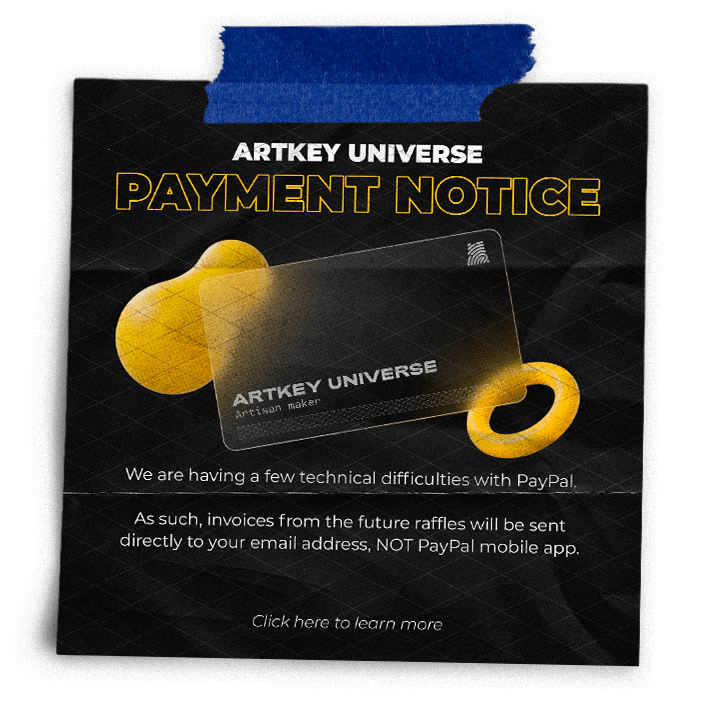 ARTKEY UNIVERSE
PAYMENT NOTICE
ARTKEY UNIVERSE
Artisan maker
We are having a few technical difficulties with PayPal.
As such, invoices from the future raffles will be sent
directly to your email address, NOT PayPal mobile app.
Click here to learn more